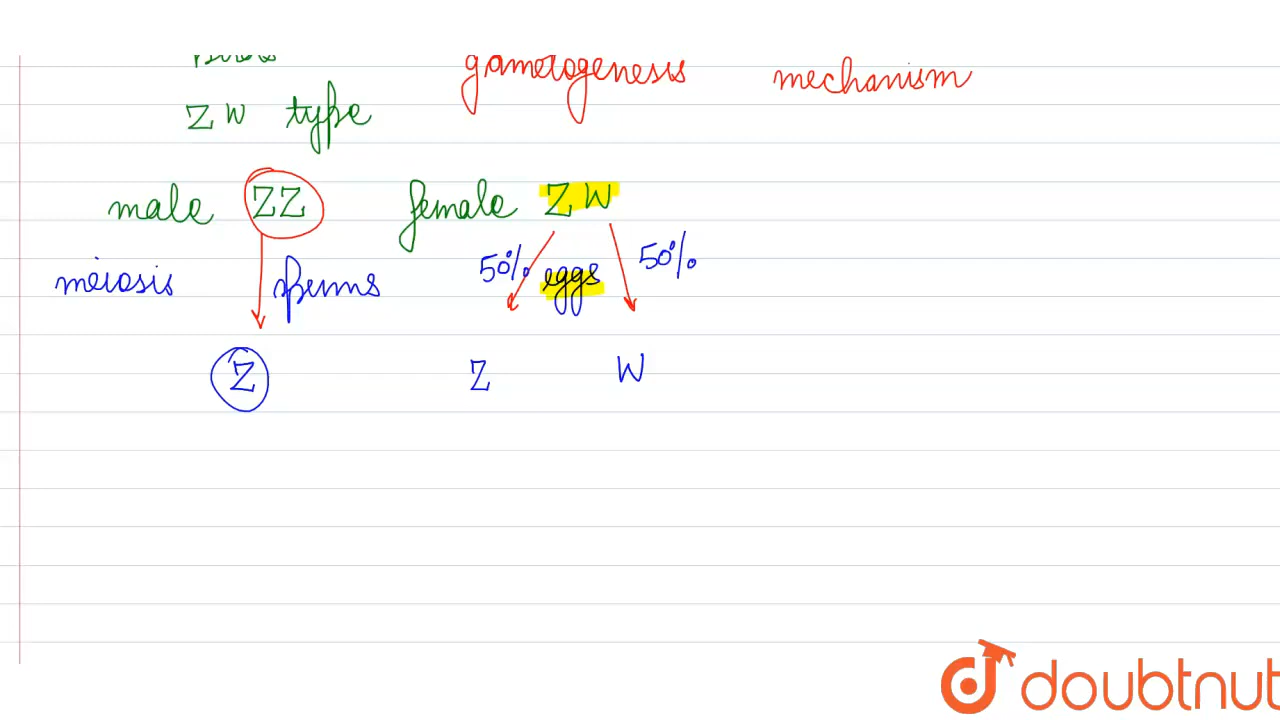 gametogenesis mechanism
ZW type
male ZZ female ZW
50% 50%
meiosis sperms eggs
Z Z W
doubtnut